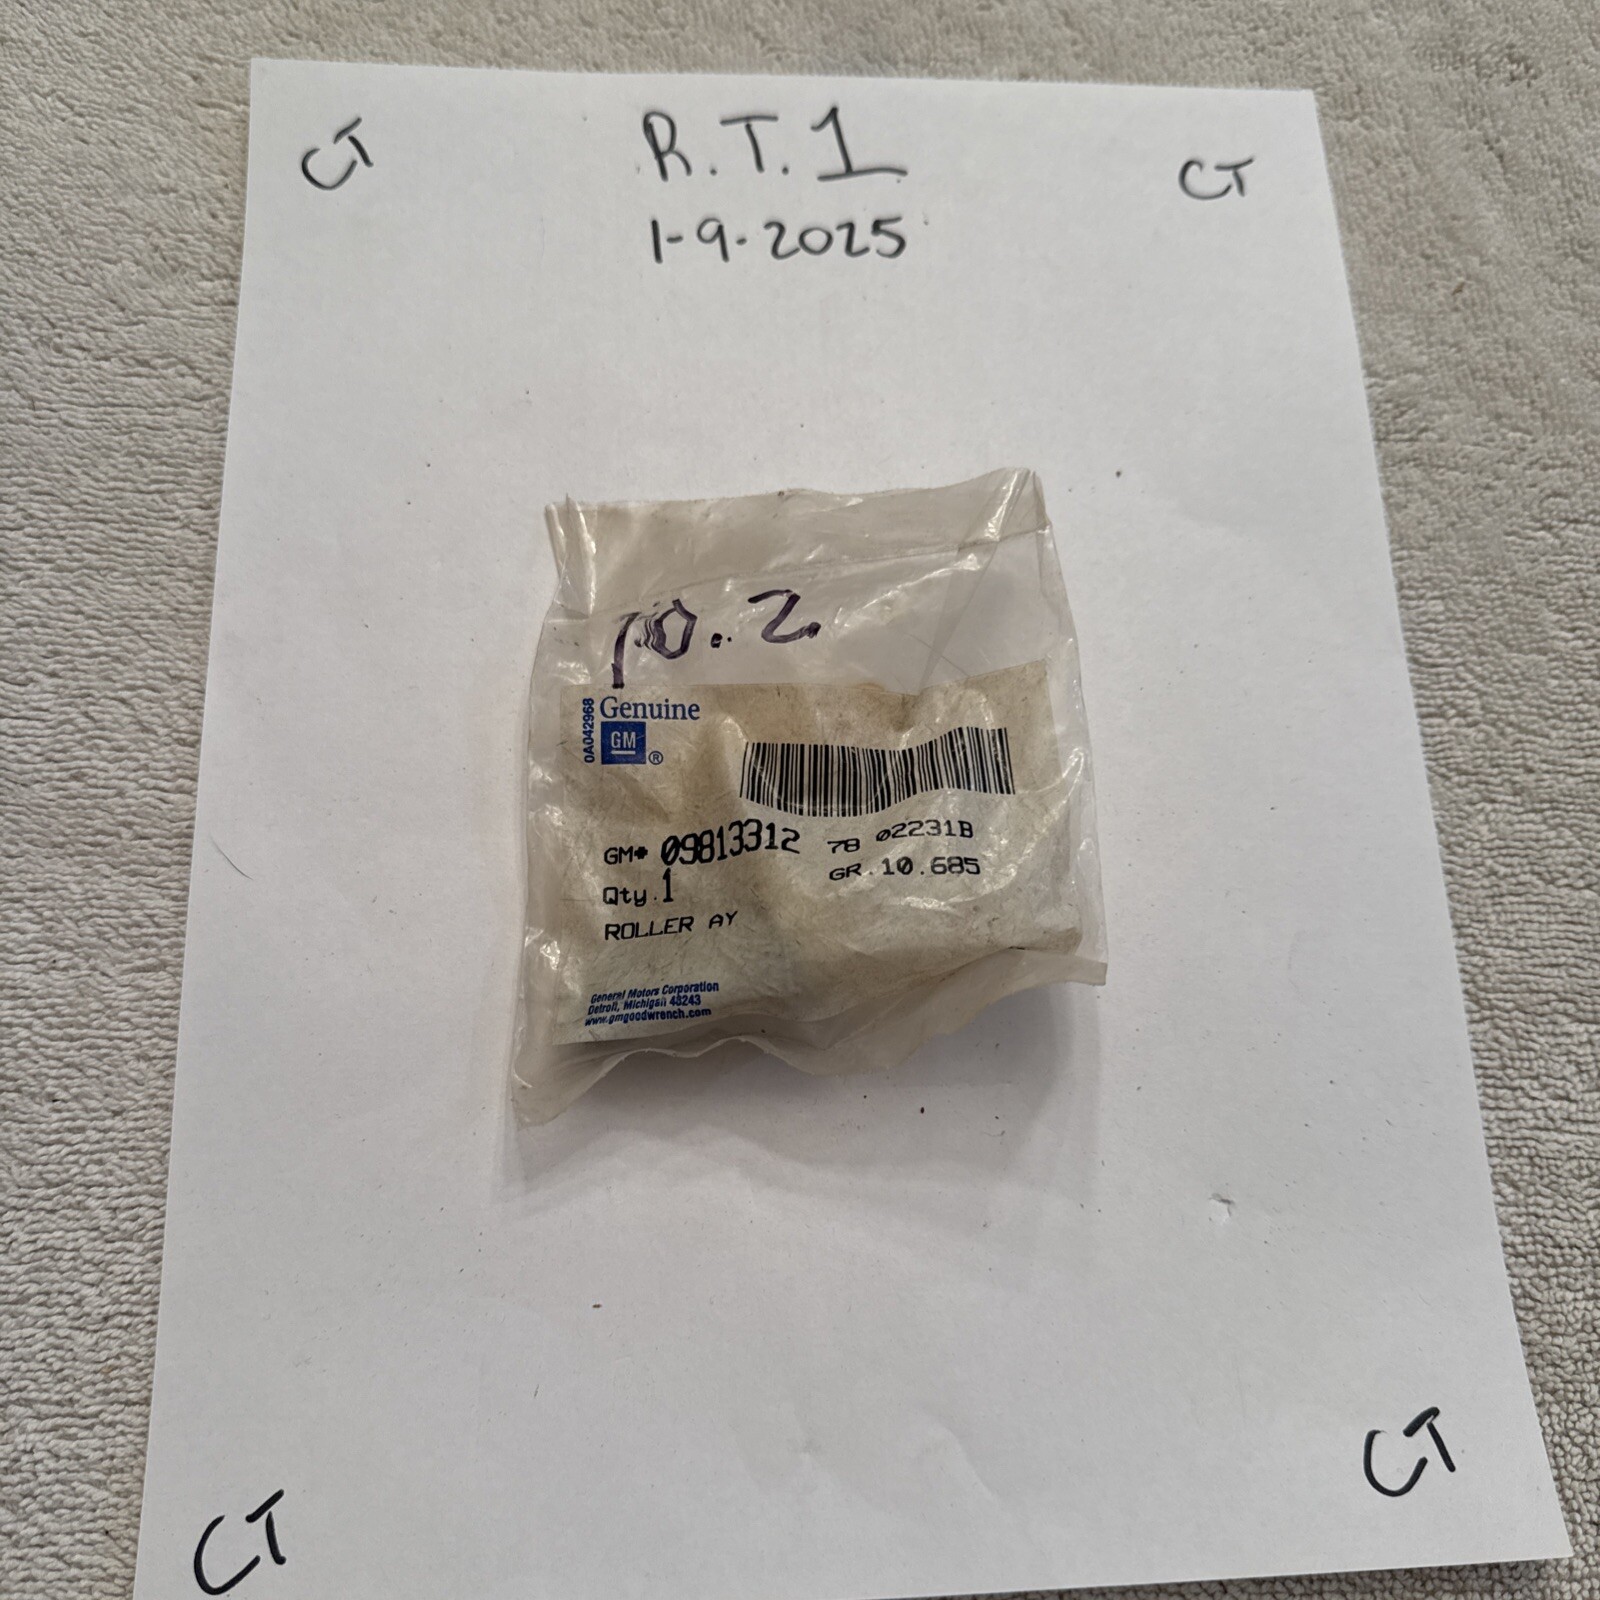 CT
R.T.1
CT
1-9-2025
10.2
0A042968
Genuine
GM®
GM# 09813312 78 02231B
Qty.1 GR.10.685
ROLLER AY
General Motors Corporation
Detroit, Michigan 48243
www.gmgoodwrench.com
CT
CT